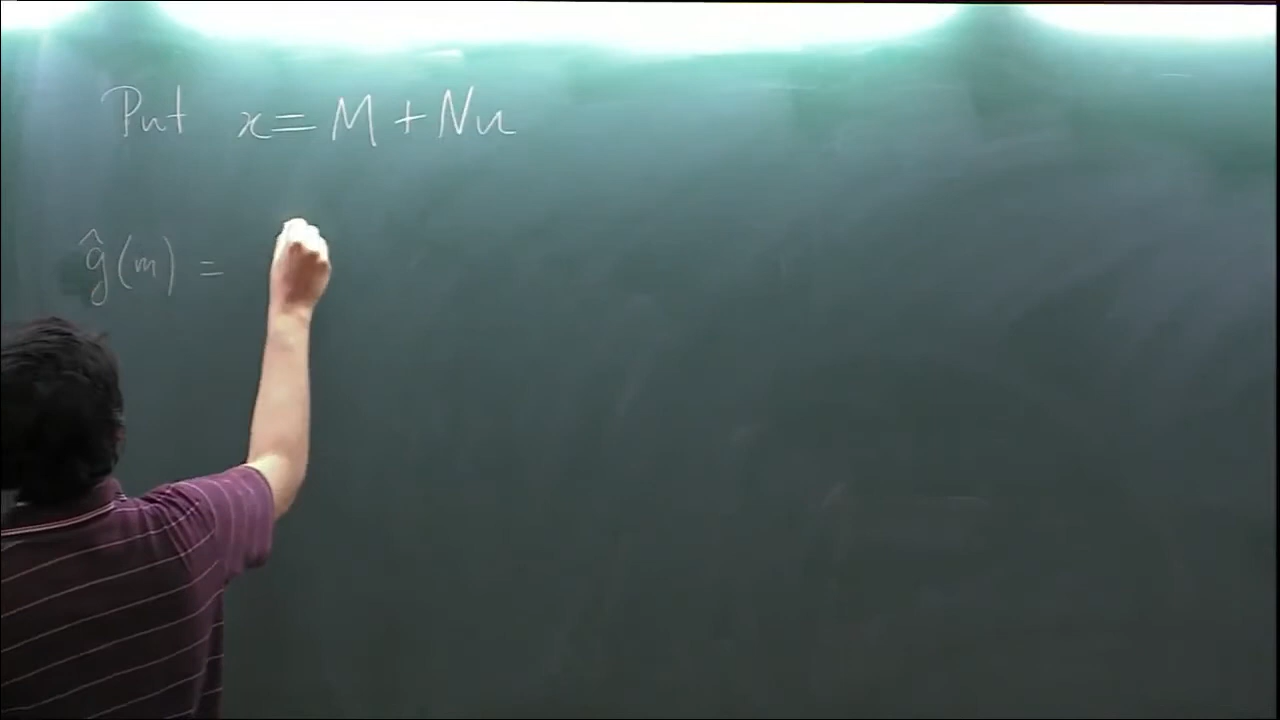 Put x = M + Nu
ĝ(m) =